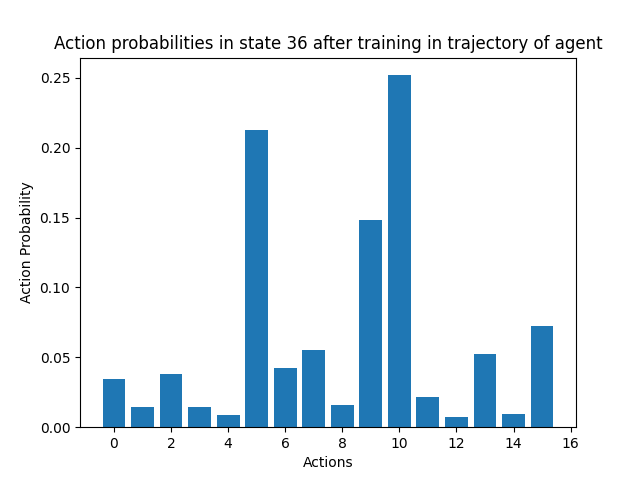 Action probabilities in state 36 after training in trajectory of agent
0.25
0.20
0.15
0.10
0.05
0.00
Action Probability
0 2 4 6 8 10 12 14 16
Actions